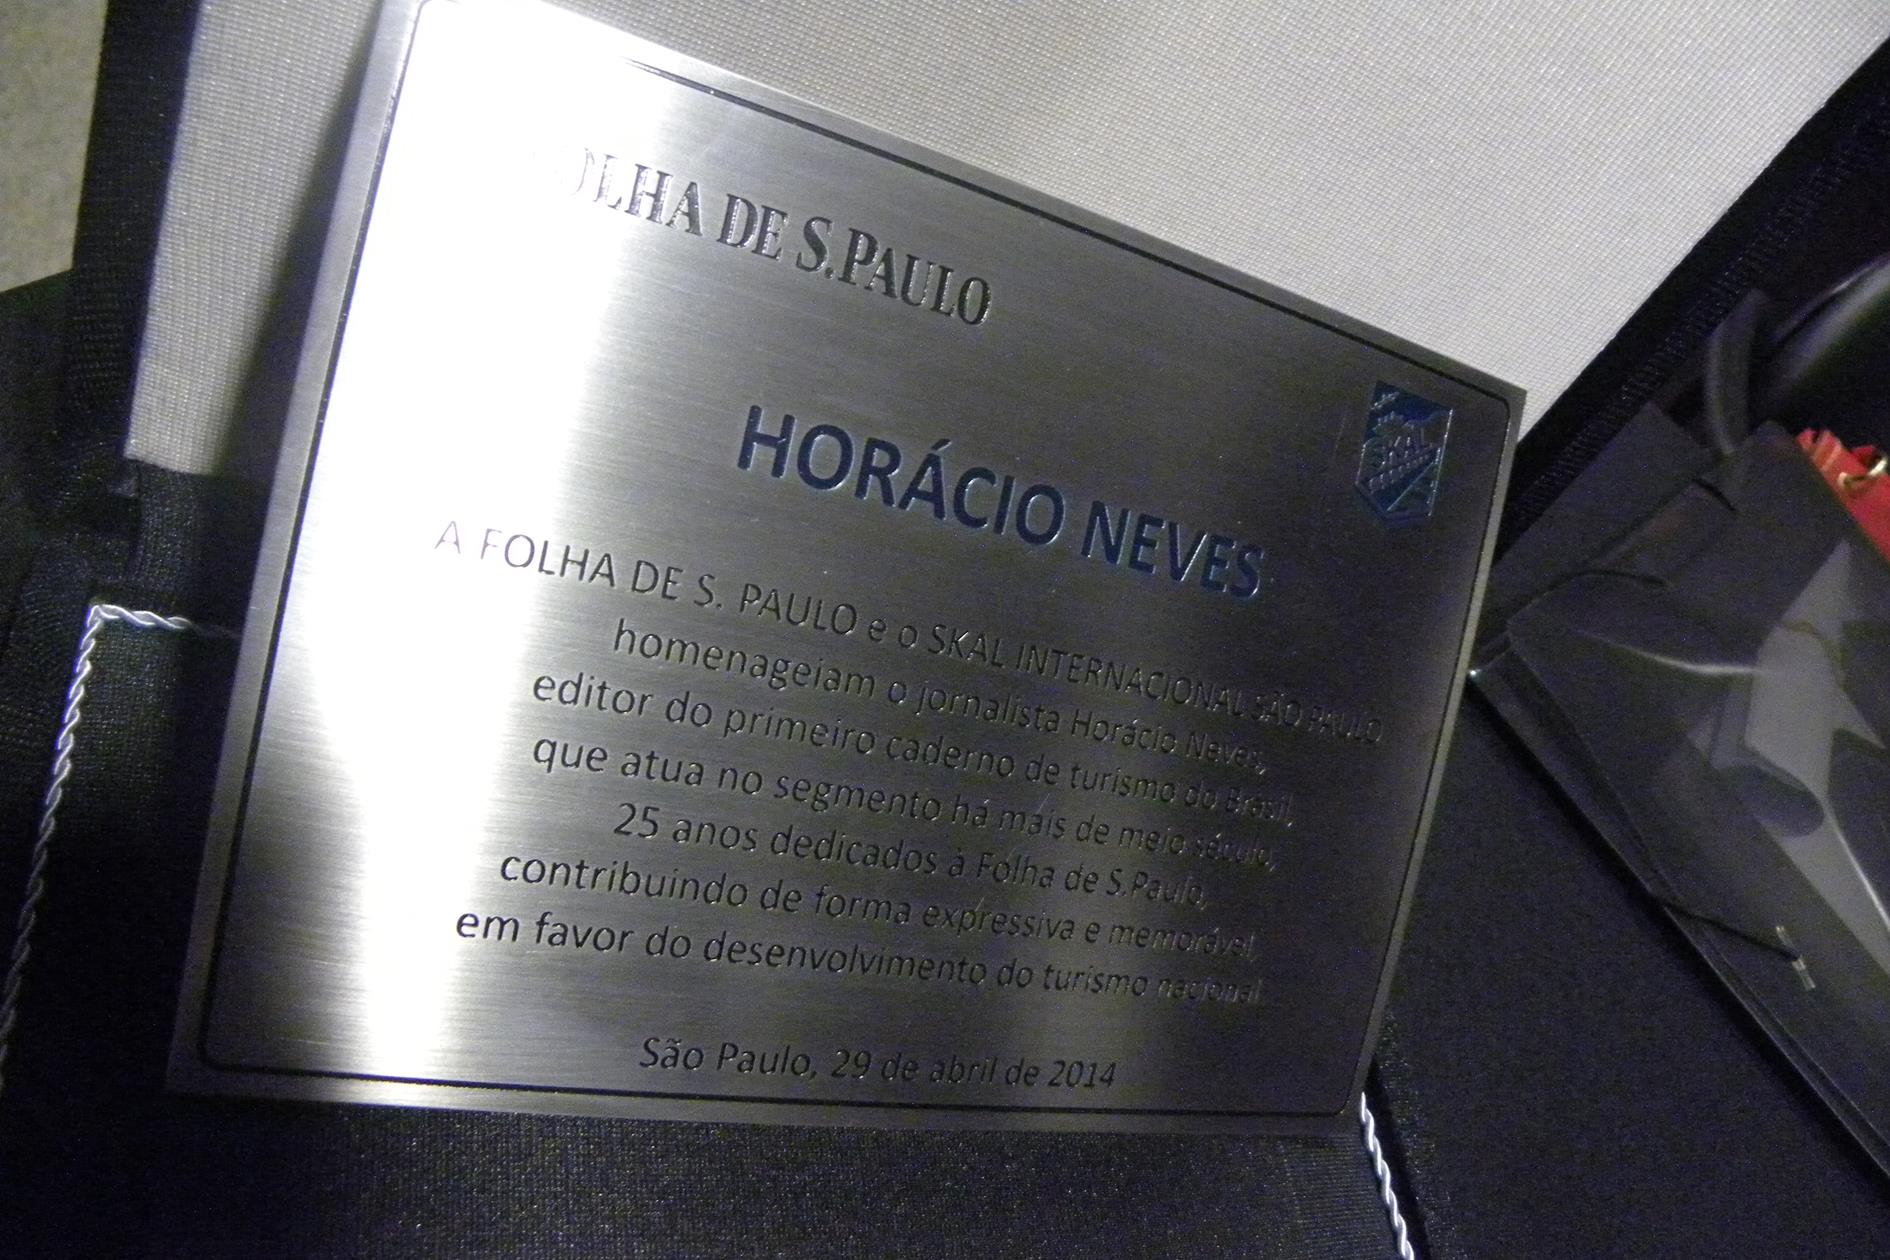 FOLHA DE S.PAULO
SKAL
HORÁCIO NEVES
A FOLHA DE S. PAULO e o SKAL INTERNACIONAL SÃO PAULO
homenageiam o jornalista Horácio Neves,
editor do primeiro caderno de turismo do Brasil,
que atua no segmento há mais de meio século,
25 anos dedicados à Folha de S.Paulo,
contribuindo de forma expressiva e memorável
em favor do desenvolvimento do turismo nacional
São Paulo, 29 de abril de 2014